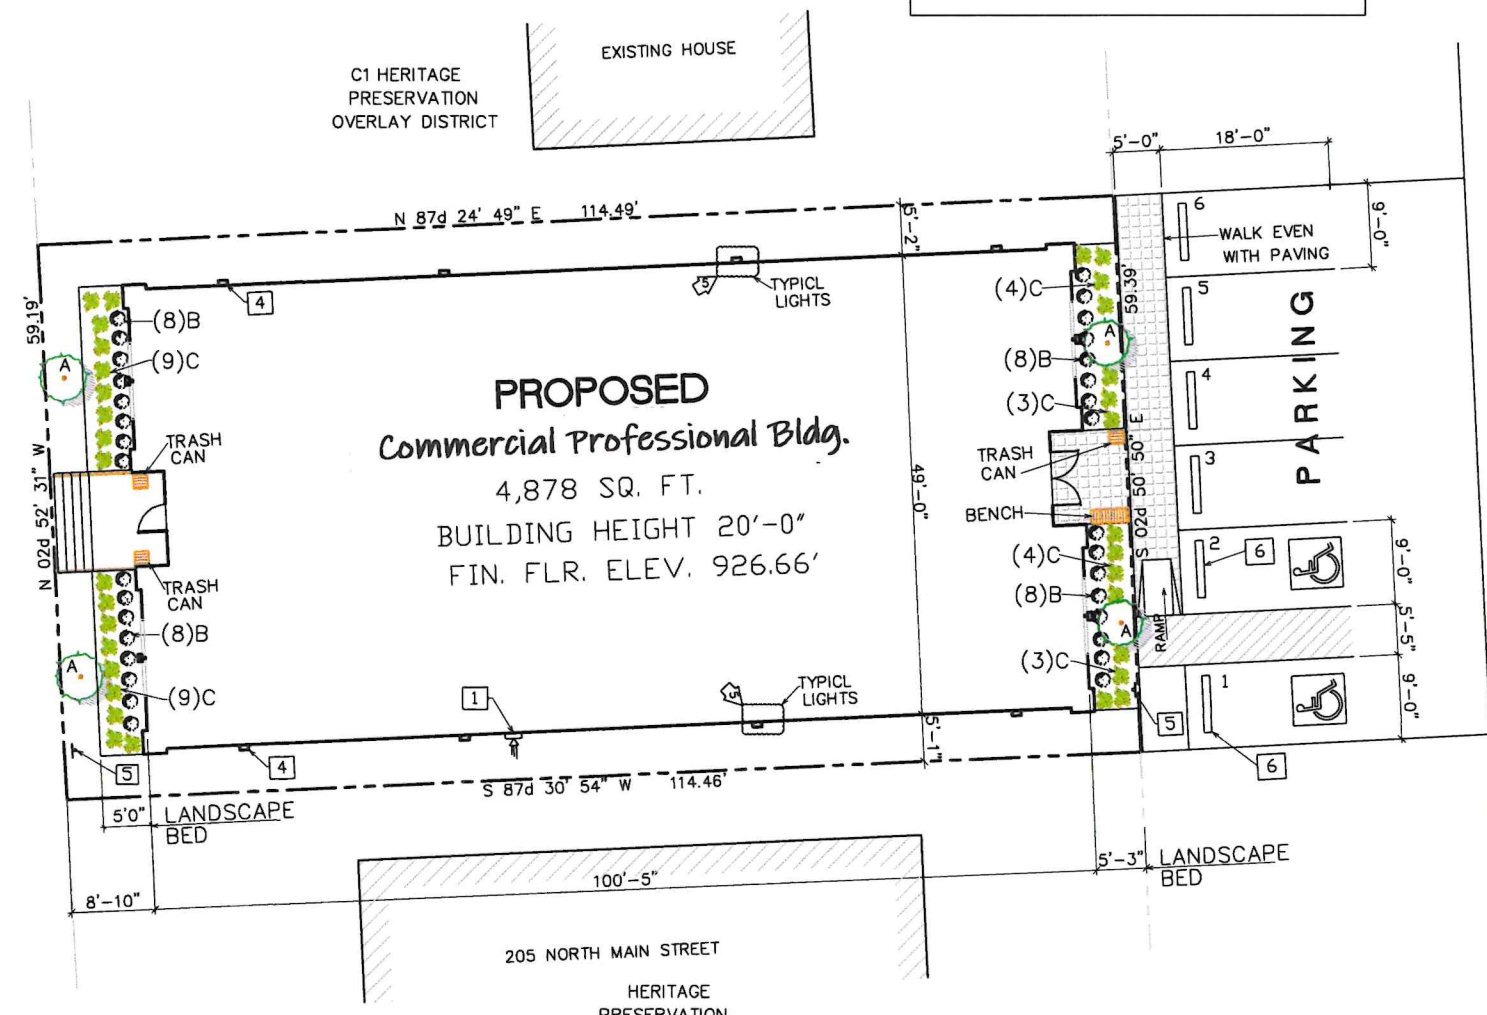 EXISTING HOUSE
C1 HERITAGE
PRESERVATION
OVERLAY DISTRICT
5'-0"
18'-0"
N 87d 24' 49" E
114.49'
5'-2"
9'-0"
6
WALK EVEN
WITH PAVING
TYPICL
LIGHTS
5
4
(4)C
59.39'
5
59.19'
(8)B
(9)C
A
A
(8)B
(3)C
4
PARKING
PROPOSED
Commercial Professional Bldg.
4,878 SQ. FT.
BUILDING HEIGHT 20'-0"
FIN. FLR. ELEV. 926.66'
49'-0"
TRASH
CAN
TRASH
CAN
3
BENCH
N 02d 52' 31" W
S 02d 50' 50" E
TRASH
CAN
(4)C
(8)B
(3)C
2
6
9'-0"
5'-5"
9'-0"
RAMP
A
(8)B
A
(9)C
1
TYPICL
LIGHTS
5
1
5
6
4
5
5'-1"
S 87d 30' 54" W
114.46'
5'0"
LANDSCAPE
BED
5'-3"
LANDSCAPE
BED
100'-5"
8'-10"
205 NORTH MAIN STREET
HERITAGE
PRESERVATION